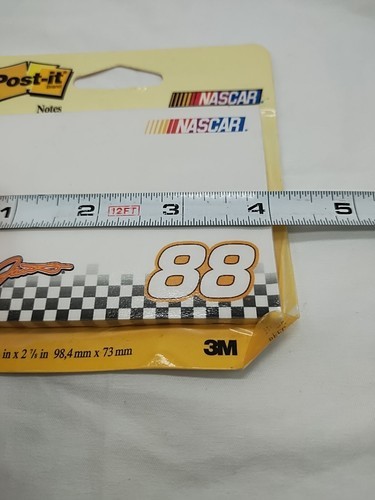 Post-it
Notes
NASCAR
NASCAR
1 2 12FT 3 4 5
88
in x 2 7/8 in 98,4 mm x 73 mm
3M